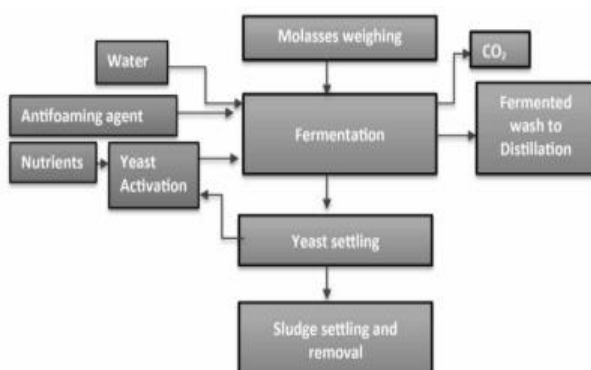 Molasses weighing
CO₂
Water
Antifoaming agent
Fermentation
Fermented
wash to
Distillation
Nutrients
Yeast
Activation
Yeast settling
Sludge settling and
removal